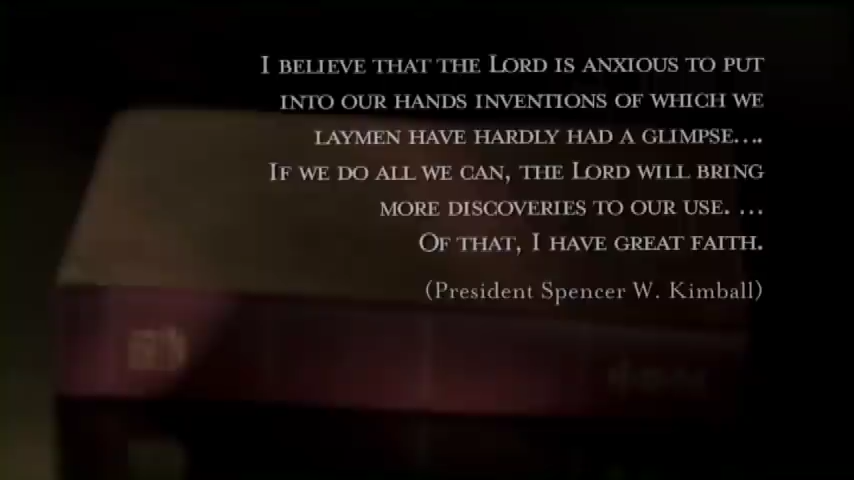 I BELIEVE THAT THE LORD IS ANXIOUS TO PUT
INTO OUR HANDS INVENTIONS OF WHICH WE
LAYMEN HAVE HARDLY HAD A GLIMPSE....
IF WE DO ALL WE CAN, THE LORD WILL BRING
MORE DISCOVERIES TO OUR USE. ...
OF THAT, I HAVE GREAT FAITH.
(President Spencer W. Kimball)